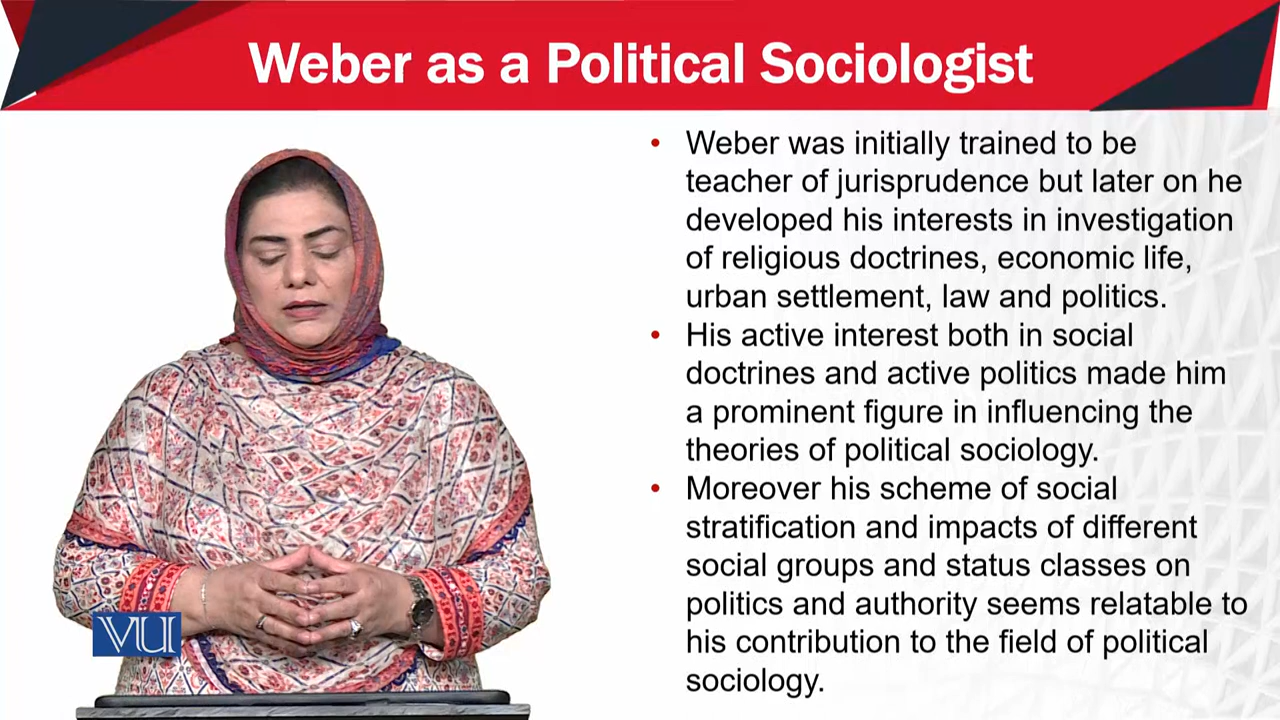 Weber as a Political Sociologist
• Weber was initially trained to be
teacher of jurisprudence but later on he
developed his interests in investigation
of religious doctrines, economic life,
urban settlement, law and politics.
• His active interest both in social
doctrines and active politics made him
a prominent figure in influencing the
theories of political sociology.
• Moreover his scheme of social
stratification and impacts of different
social groups and status classes on
politics and authority seems relatable to
his contribution to the field of political
sociology.
VU